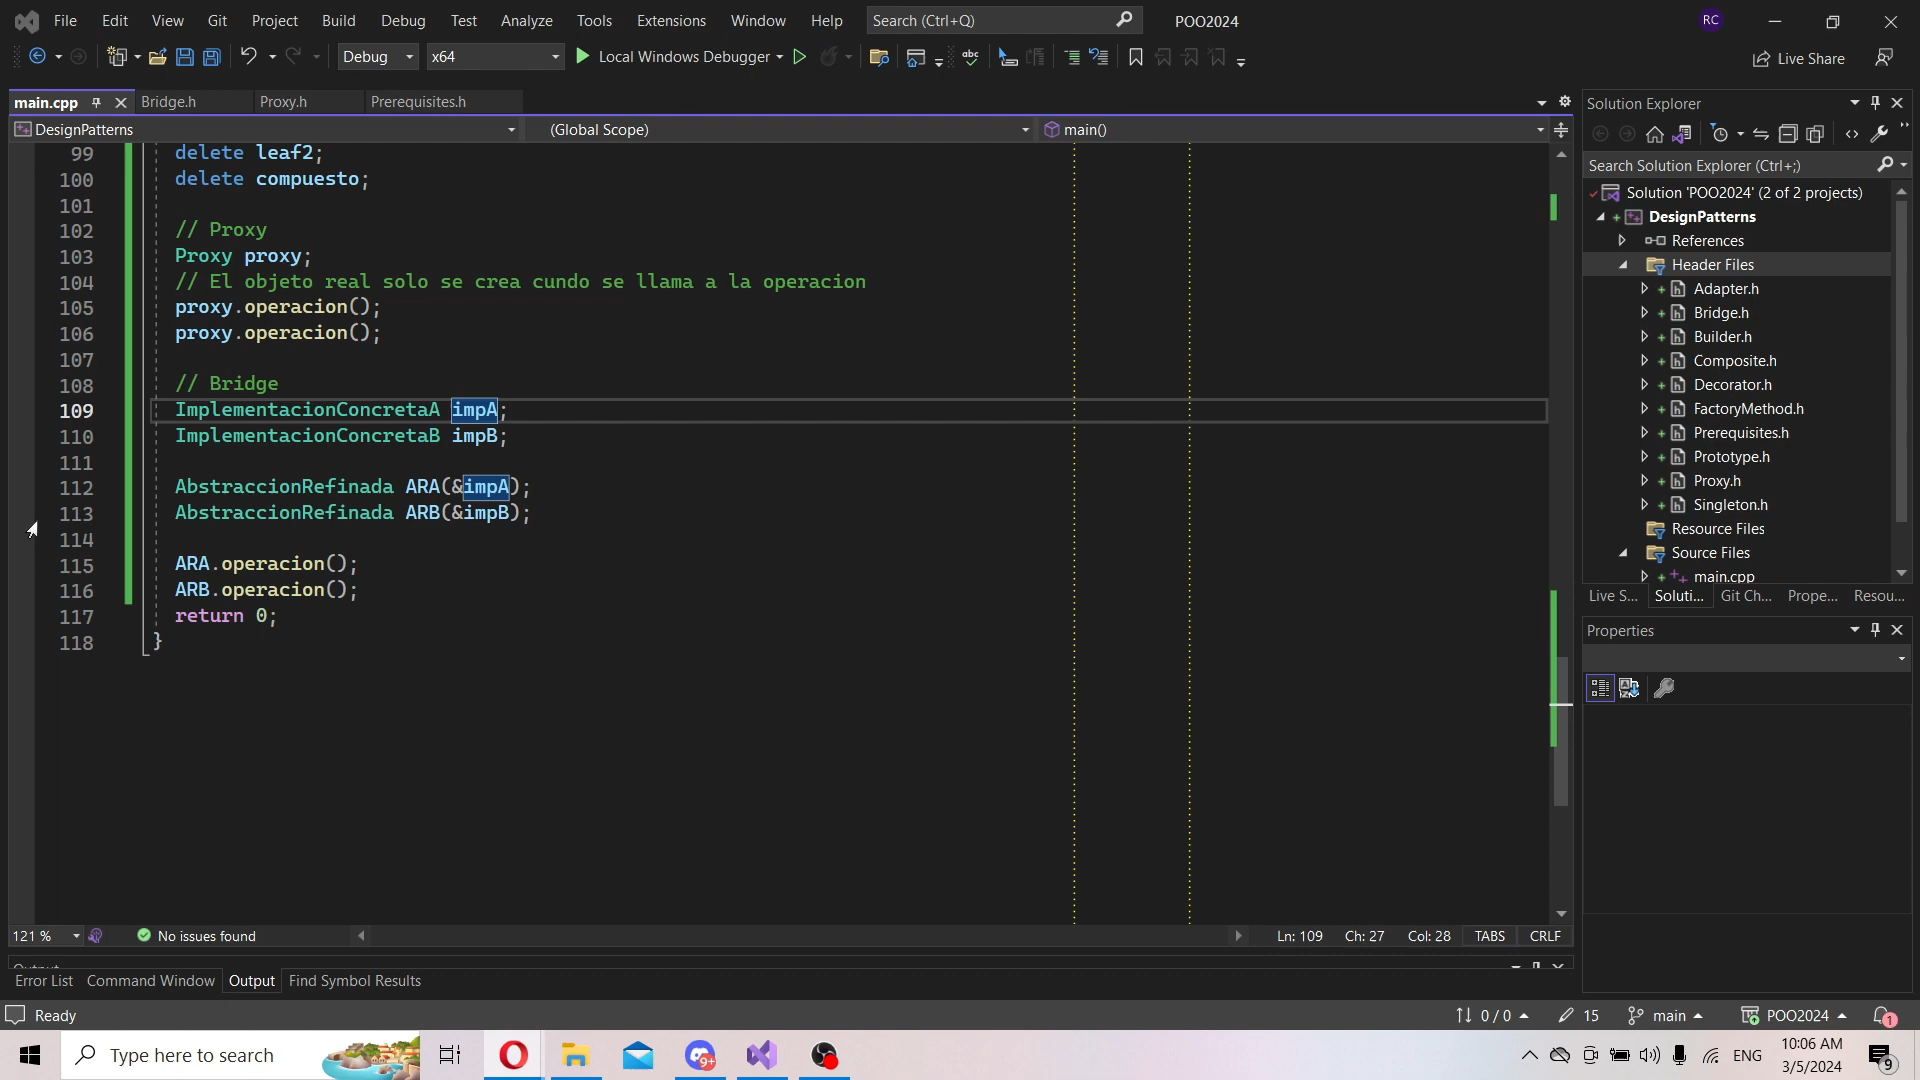 File Edit View Git Project Build Debug Test Analyze Tools Extensions Window Help Search (Ctrl+Q) POO2024 RC
Debug x64 Local Windows Debugger Live Share
main.cpp Bridge.h Proxy.h Prerequisites.h
DesignPatterns (Global Scope) main()
99 delete leaf2;
100 delete compuesto;
101
102 // Proxy
103 Proxy proxy;
104 // El objeto real solo se crea cundo se llama a la operacion
105 proxy.operacion();
106 proxy.operacion();
107
108 // Bridge
109 ImplementacionConcretaA impA;
110 ImplementacionConcretaB impB;
111
112 AbstraccionRefinada ARA(&impA);
113 AbstraccionRefinada ARB(&impB);
114
115 ARA.operacion();
116 ARB.operacion();
117 return 0;
118 }
121 % No issues found Ln: 109 Ch: 27 Col: 28 TABS CRLF
Output
Error List Command Window Output Find Symbol Results
Solution Explorer
Search Solution Explorer (Ctrl+;)
Solution 'POO2024' (2 of 2 projects)
DesignPatterns
References
Header Files
Adapter.h
Bridge.h
Builder.h
Composite.h
Decorator.h
FactoryMethod.h
Prerequisites.h
Prototype.h
Proxy.h
Singleton.h
Resource Files
Source Files
main.cpp
Live S... Soluti... Git Ch... Prope... Resou...
Properties
Ready 0 / 0 15 main POO2024 1
Type here to search 9+ ENG 10:06 AM
3/5/2024 9